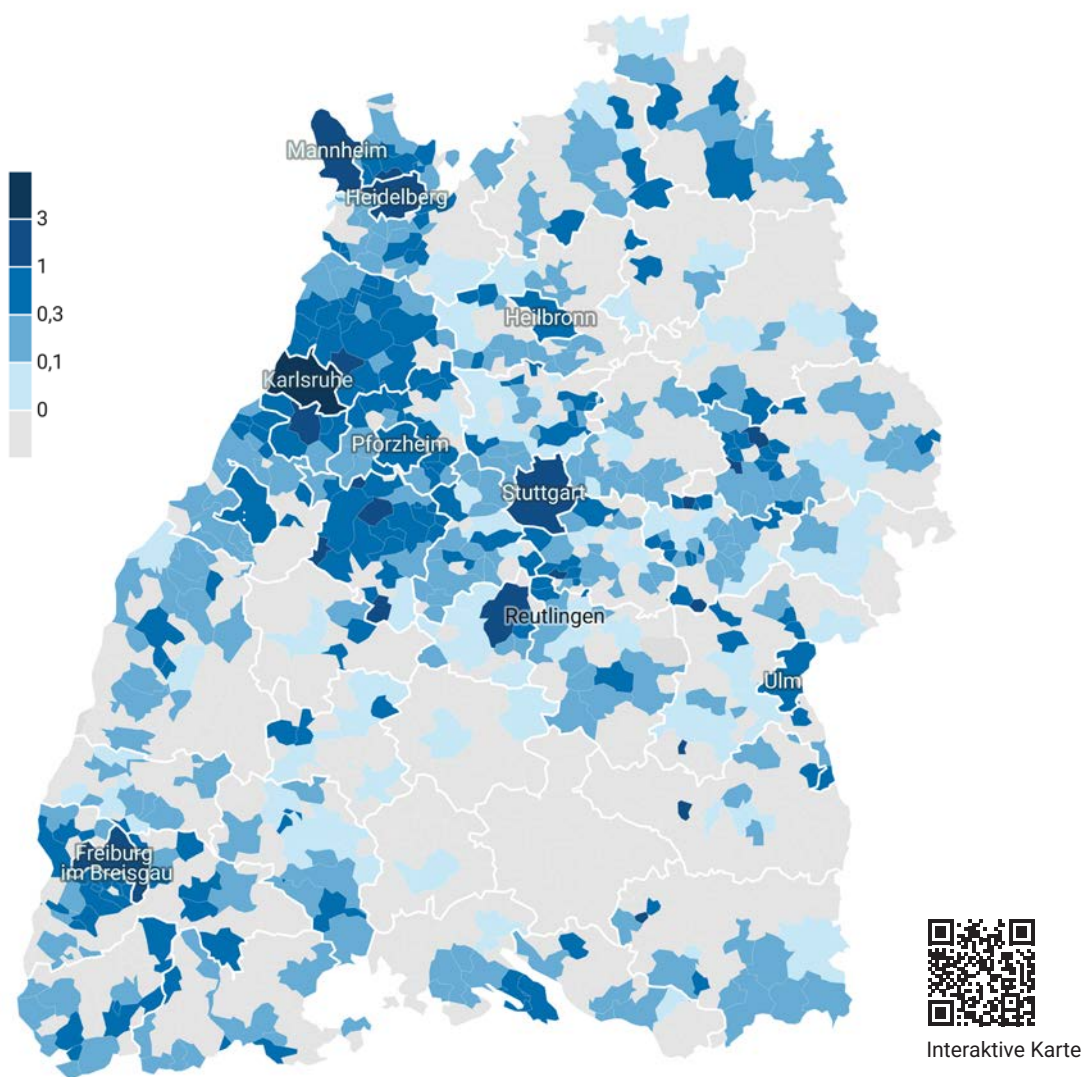 Mannheim
Heidelberg
3
1
0,3
0,1
0
Heilbronn
Karlsruhe
Pforzheim
Stuttgart
Reutlingen
Ulm
Freiburg
im Breisgau
Interaktive Karte